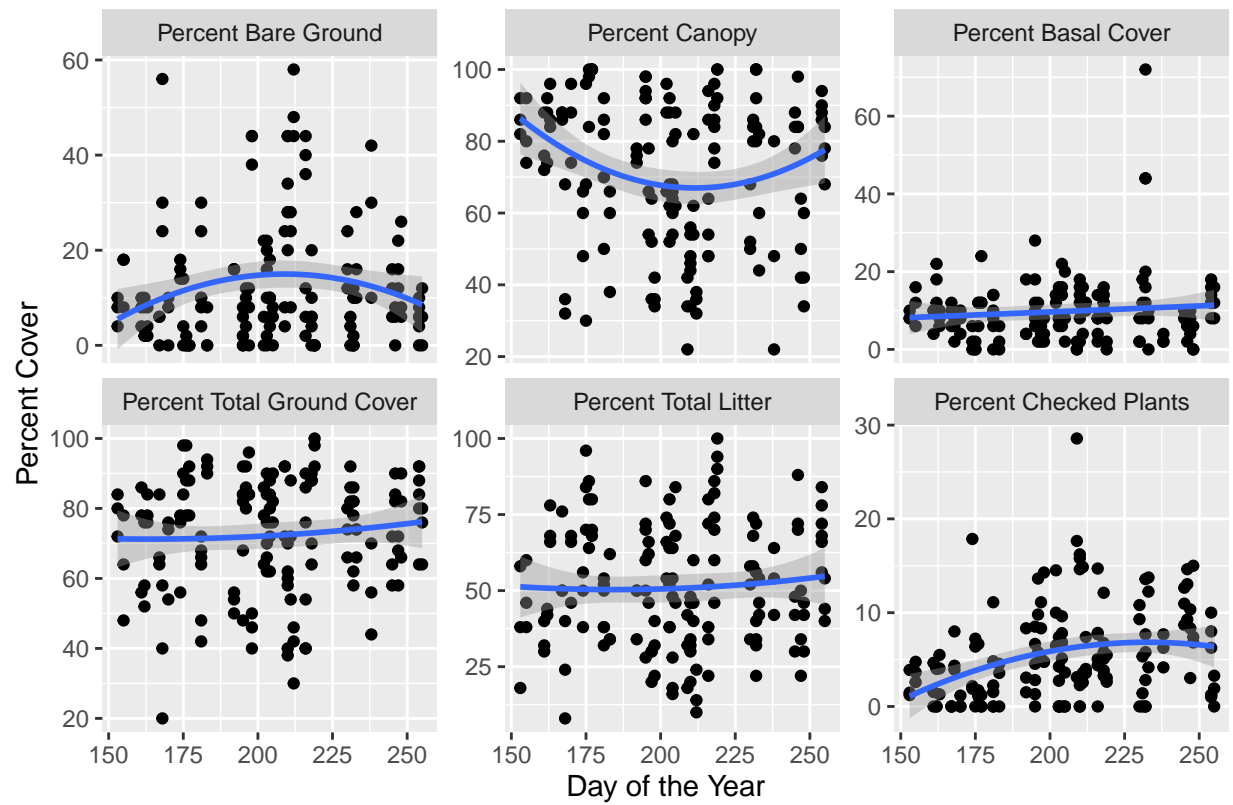 Percent Bare Ground
Percent Canopy
Percent Basal Cover
60
40
20
0
100
80
60
40
20
60
40
20
0
Percent Cover
Percent Total Ground Cover
Percent Total Litter
Percent Checked Plants
100
80
60
40
20
100
75
50
25
30
20
10
0
150 175 200 225 250
150 175 200 225 250
150 175 200 225 250
Day of the Year